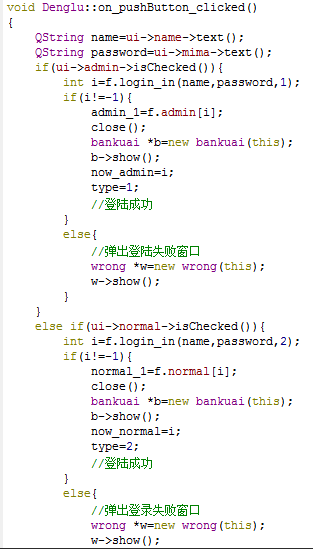 void Denglu::on_pushButton_clicked()
{
QString name=ui->name->text();
QString password=ui->mima->text();
if(ui->admin->isChecked()){
int i=f.login_in(name,password,1);
if(i!=-1){
admin_1=f.admin[i];
close();
bankuai *b=new bankuai(this);
b->show();
now_admin=i;
type=1;
//登陆成功
}
else{
//弹出登陆失败窗口
wrong *w=new wrong(this);
w->show();
}
}
else if(ui->normal->isChecked()){
int i=f.login_in(name,password,2);
if(i!=-1){
normal_1=f.normal[i];
close();
bankuai *b=new bankuai(this);
b->show();
now_normal=i;
type=2;
//登陆成功
}
else{
//弹出登录失败窗口
wrong *w=new wrong(this);
w->show();